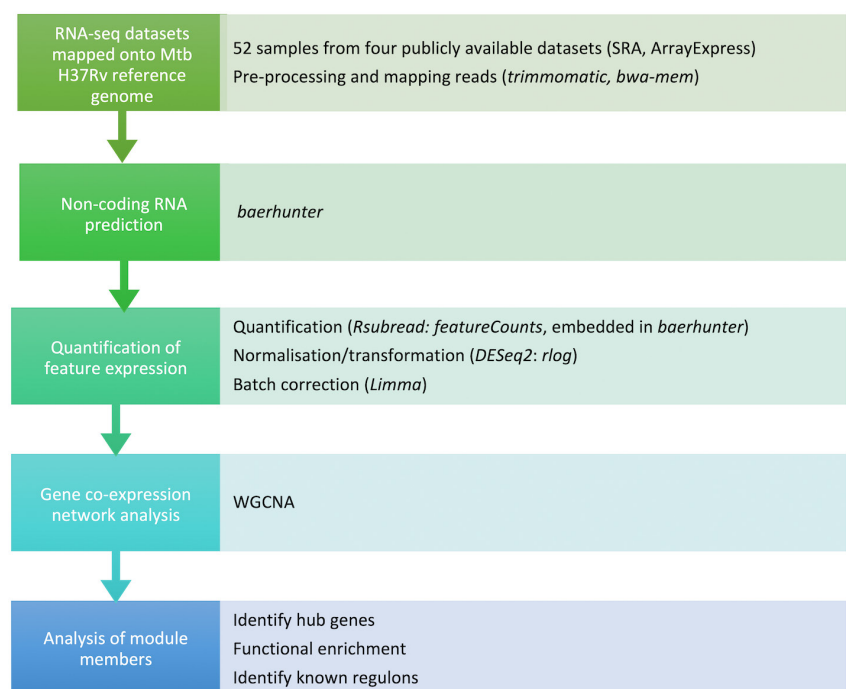 RNA-seq datasets
mapped onto Mtb
H37Rv reference
genome
52 samples from four publicly available datasets (SRA, ArrayExpress)
Pre-processing and mapping reads (trimmomatic, bwa-mem)
Non-coding RNA
prediction
baerhunter
Quantification of
feature expression
Quantification (Rsubread: featureCounts, embedded in baerhunter)
Normalisation/transformation (DESeq2: rlog)
Batch correction (Limma)
Gene co-expression
network analysis
WGCNA
Analysis of module
members
Identify hub genes
Functional enrichment
Identify known regulons